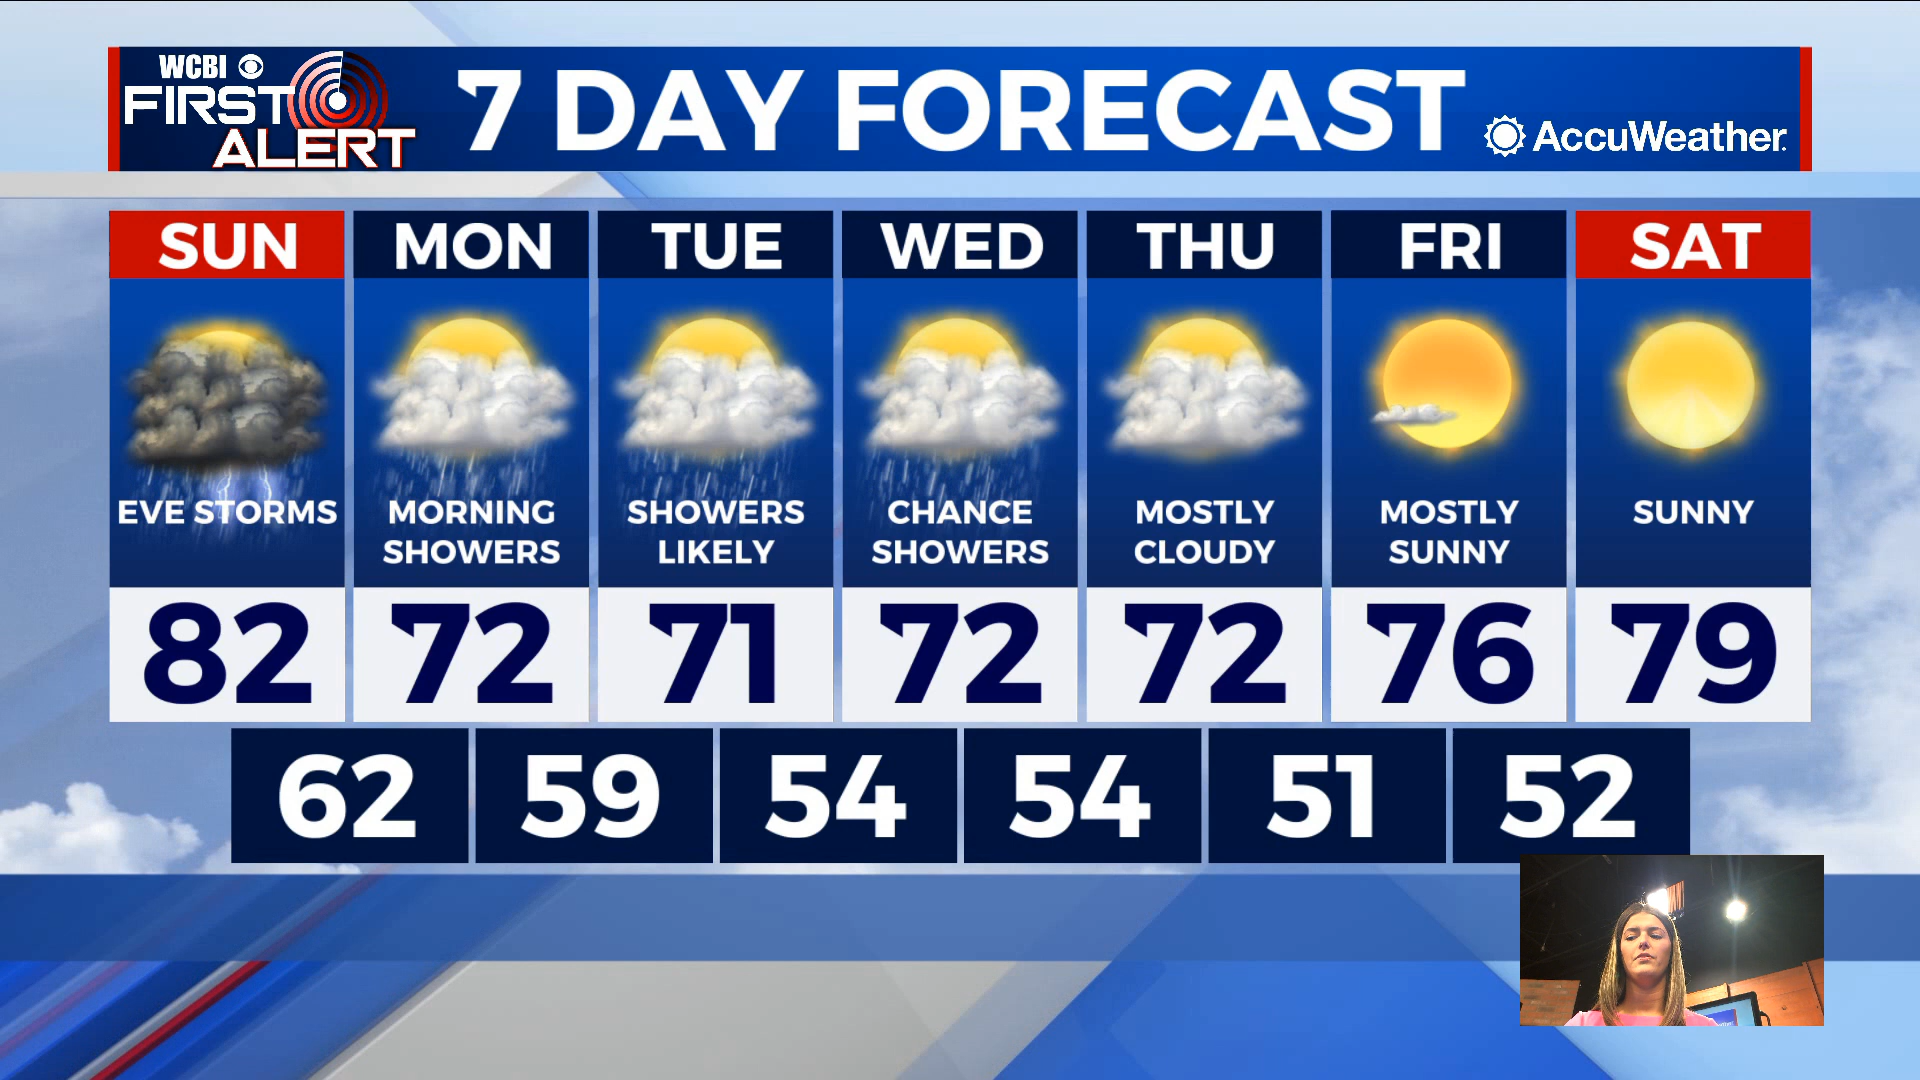 WCBI
FIRST
ALERT
7 DAY FORECAST
AccuWeather.
SUN MON TUE WED THU FRI SAT
EVE STORMS
MORNING
SHOWERS
SHOWERS
LIKELY
CHANCE
SHOWERS
MOSTLY
CLOUDY
MOSTLY
SUNNY
SUNNY
82 72 71 72 72 76 79
62 59 54 54 51 52